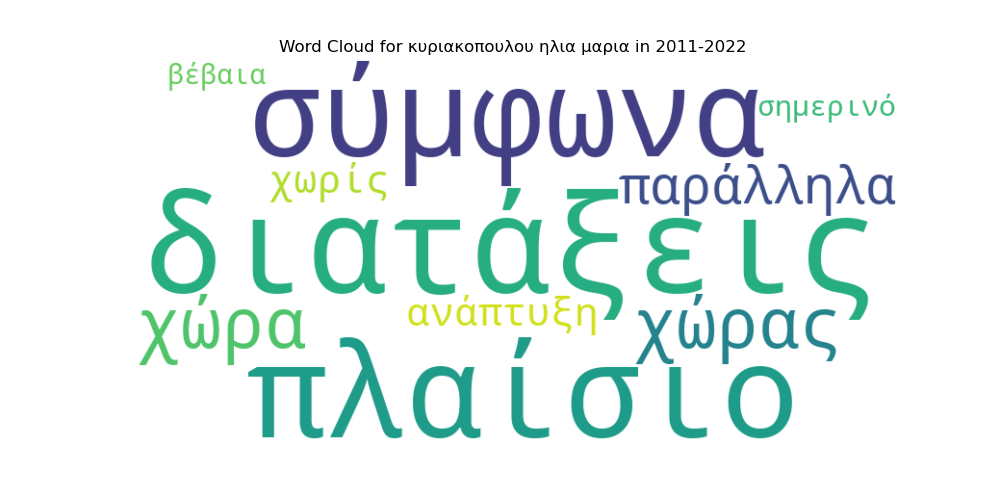 Word Cloud for κυριακοπουλου ηλια μαρια in 2011-2022
βέβαια
σύμφωνα
σημερινό
χωρίς
παράλληλα
διατάξεις
χώρα
ανάπτυξη
χώρας
πλαίσιο